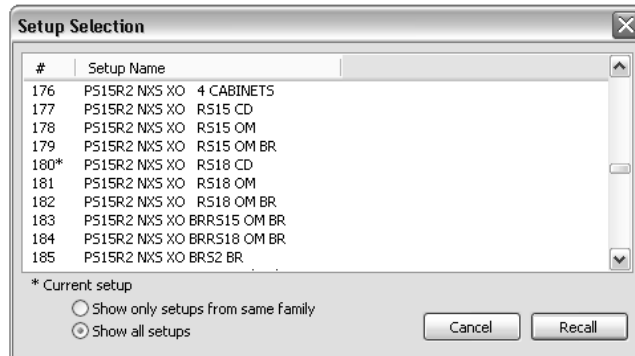 Setup Selection
# Setup Name
176 PS15R2 NXS XO 4 CABINETS
177 PS15R2 NXS XO RS15 CD
178 PS15R2 NXS XO RS15 OM
179 PS15R2 NXS XO RS15 OM BR
180* PS15R2 NXS XO RS18 CD
181 PS15R2 NXS XO RS18 OM
182 PS15R2 NXS XO RS18 OM BR
183 PS15R2 NXS XO BRRS15 OM BR
184 PS15R2 NXS XO BRRS18 OM BR
185 PS15R2 NXS XO BRS2 BR
* Current setup
Show only setups from same family
Show all setups
Cancel Recall